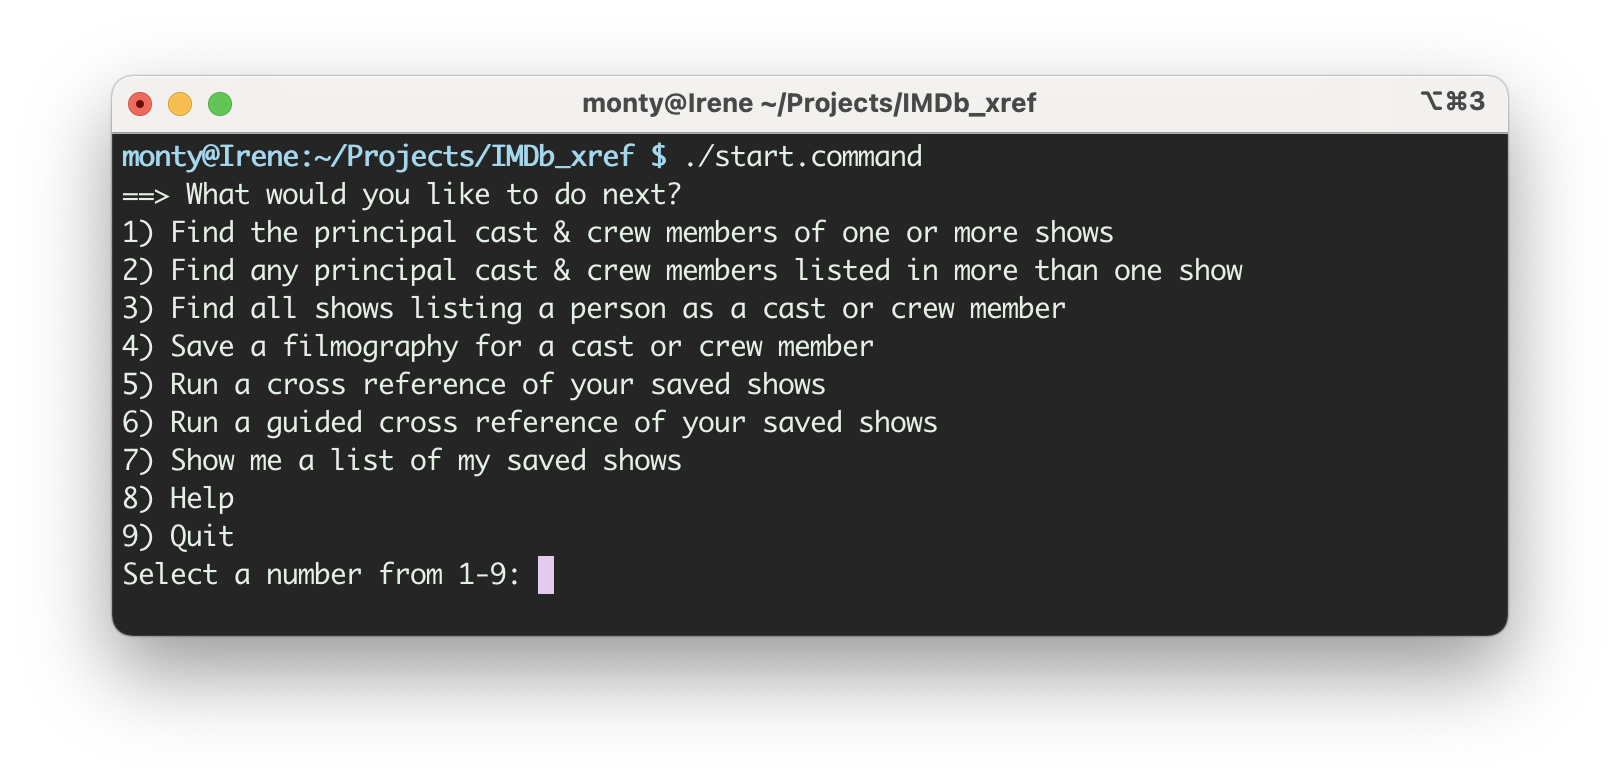 monty@Irene ~/Projects/IMDb_xref ⌥⌘3
monty@Irene:~/Projects/IMDb_xref $ ./start.command
==> What would you like to do next?
1) Find the principal cast & crew members of one or more shows
2) Find any principal cast & crew members listed in more than one show
3) Find all shows listing a person as a cast or crew member
4) Save a filmography for a cast or crew member
5) Run a cross reference of your saved shows
6) Run a guided cross reference of your saved shows
7) Show me a list of my saved shows
8) Help
9) Quit
Select a number from 1-9: